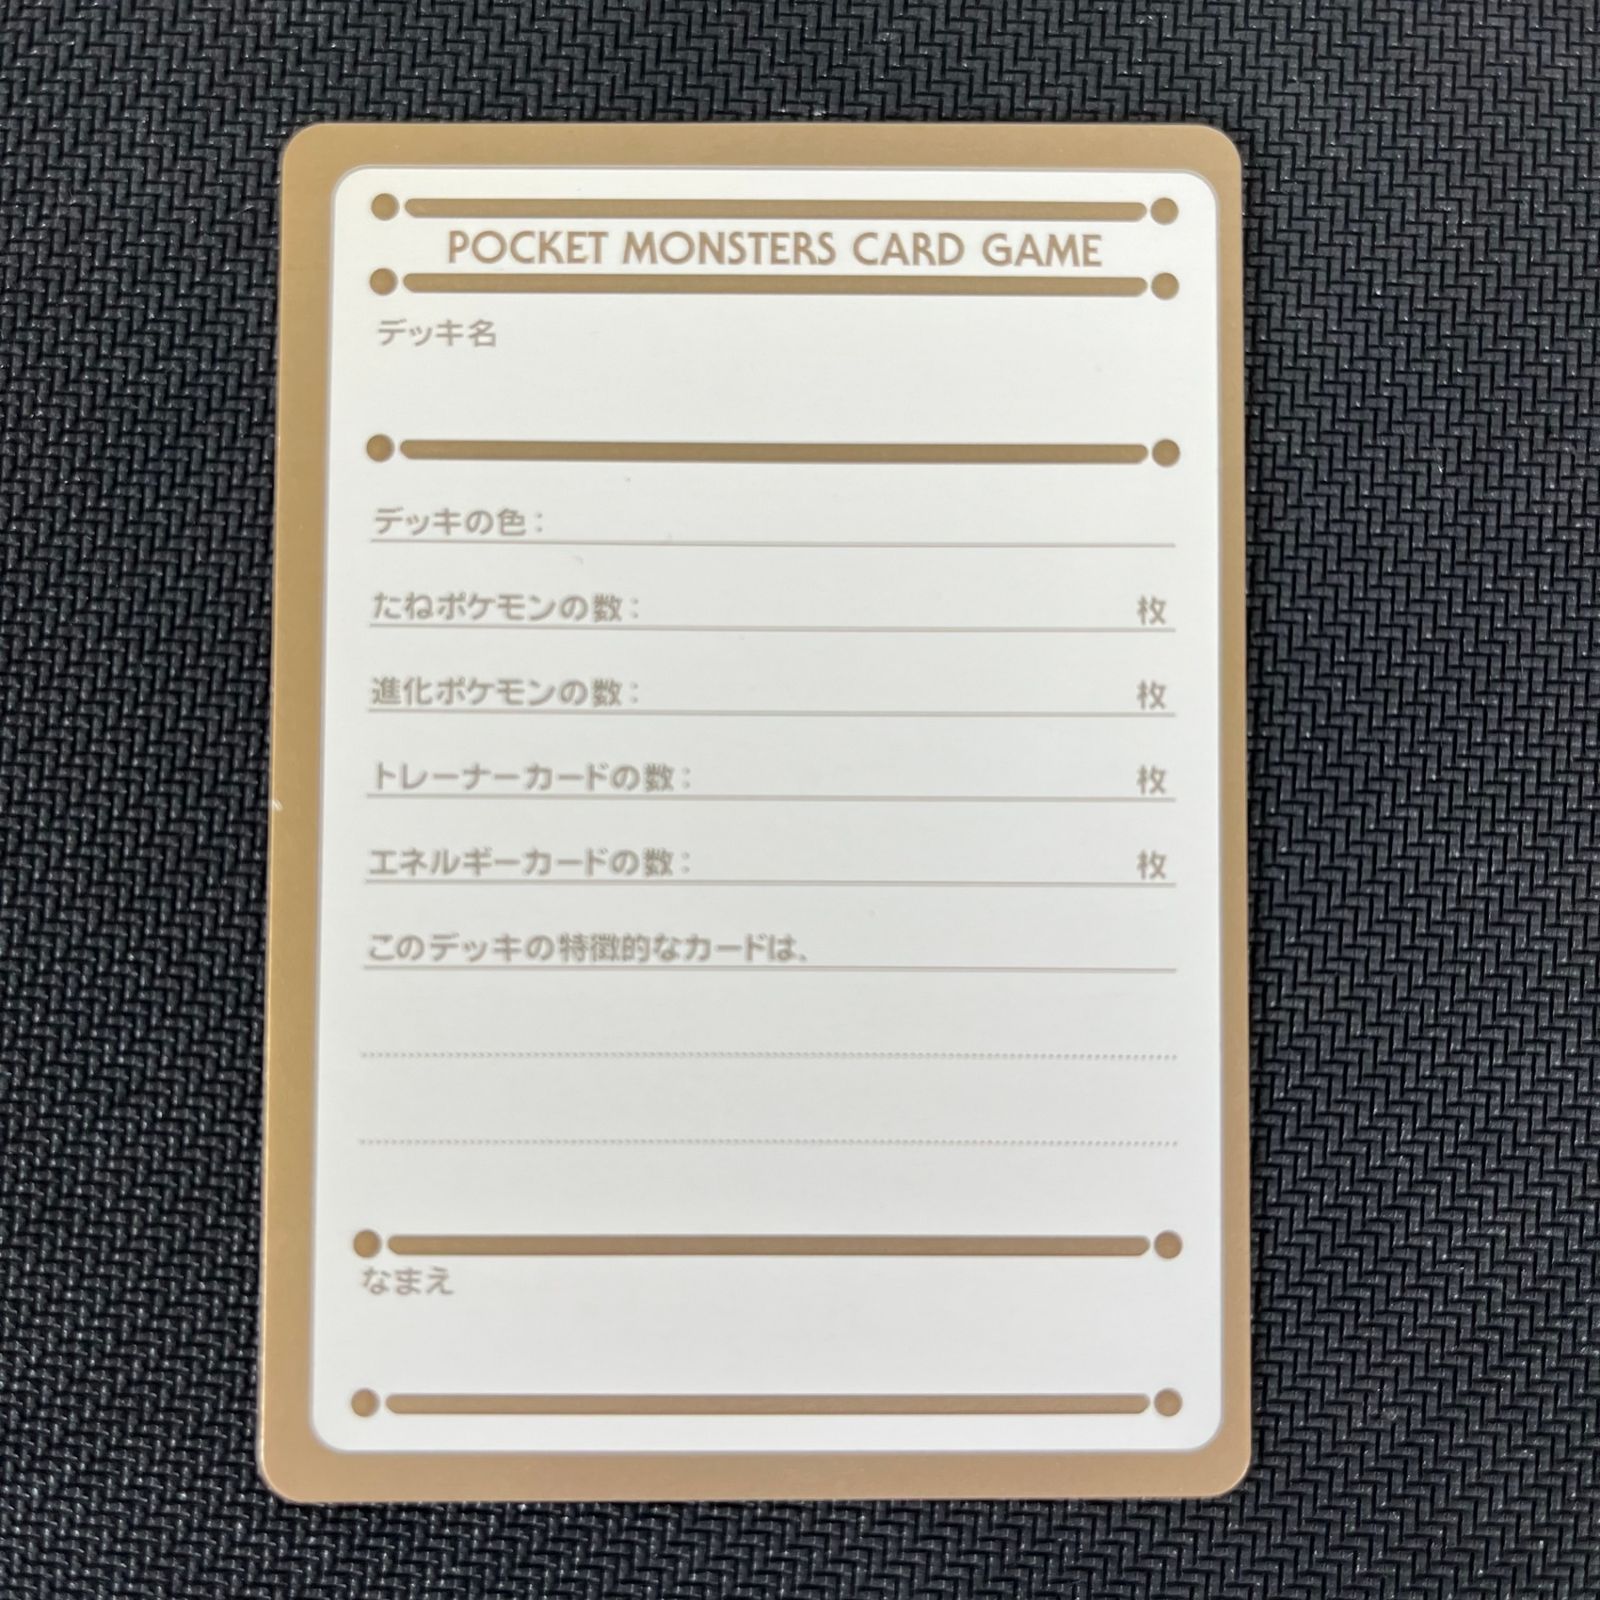 POCKET MONSTERS CARD GAME
デッキ名
デッキの色:
たねポケモンの数: 枚
進化ポケモンの数: 枚
トレーナーカードの数: 枚
エネルギーカードの数: 枚
このデッキの特徴的なカードは、
なまえ